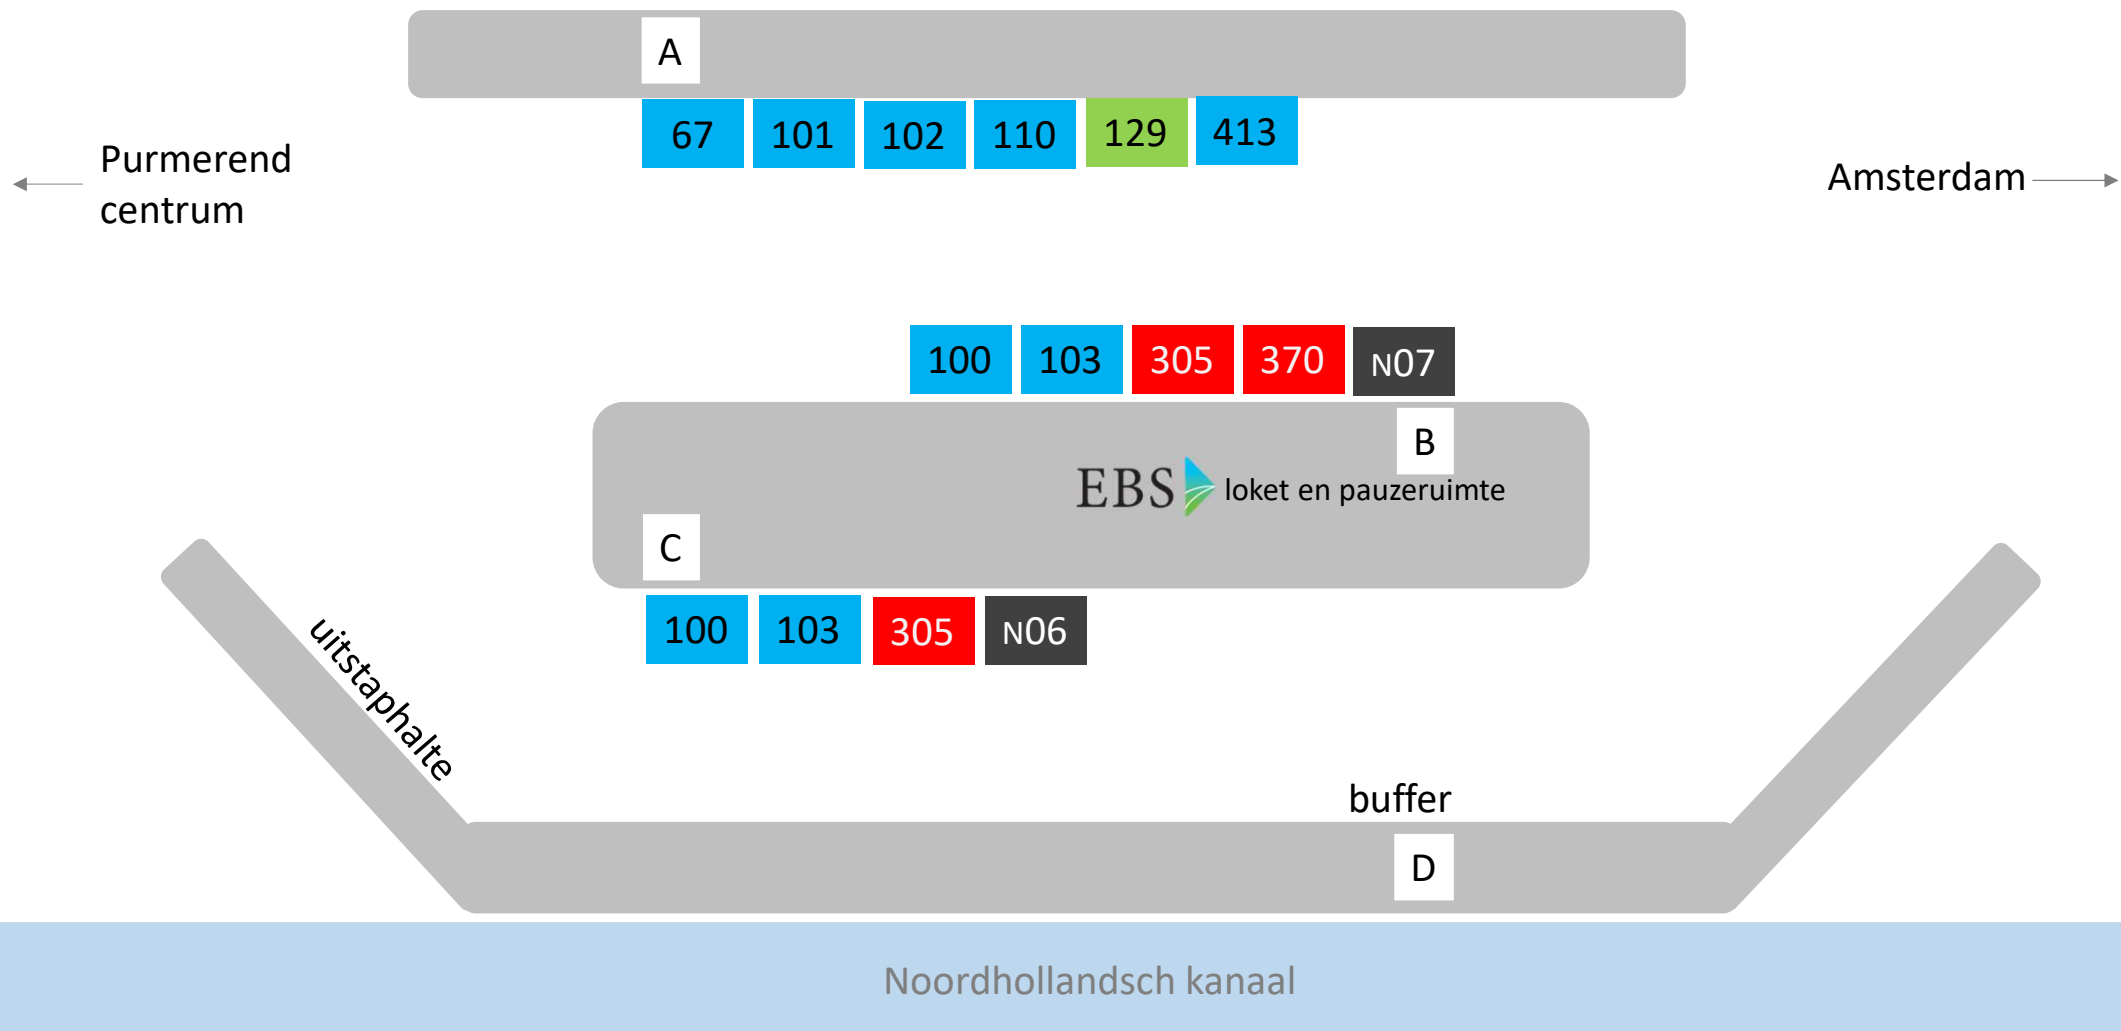 A
67 101 102 110 129 413
Purmerend
centrum
Amsterdam
100 103 305 370 N07
B
EBS loket en pauzeruimte
C
100 103 305 N06
uitstaphalte
buffer
D
Noordhollandsch kanaal